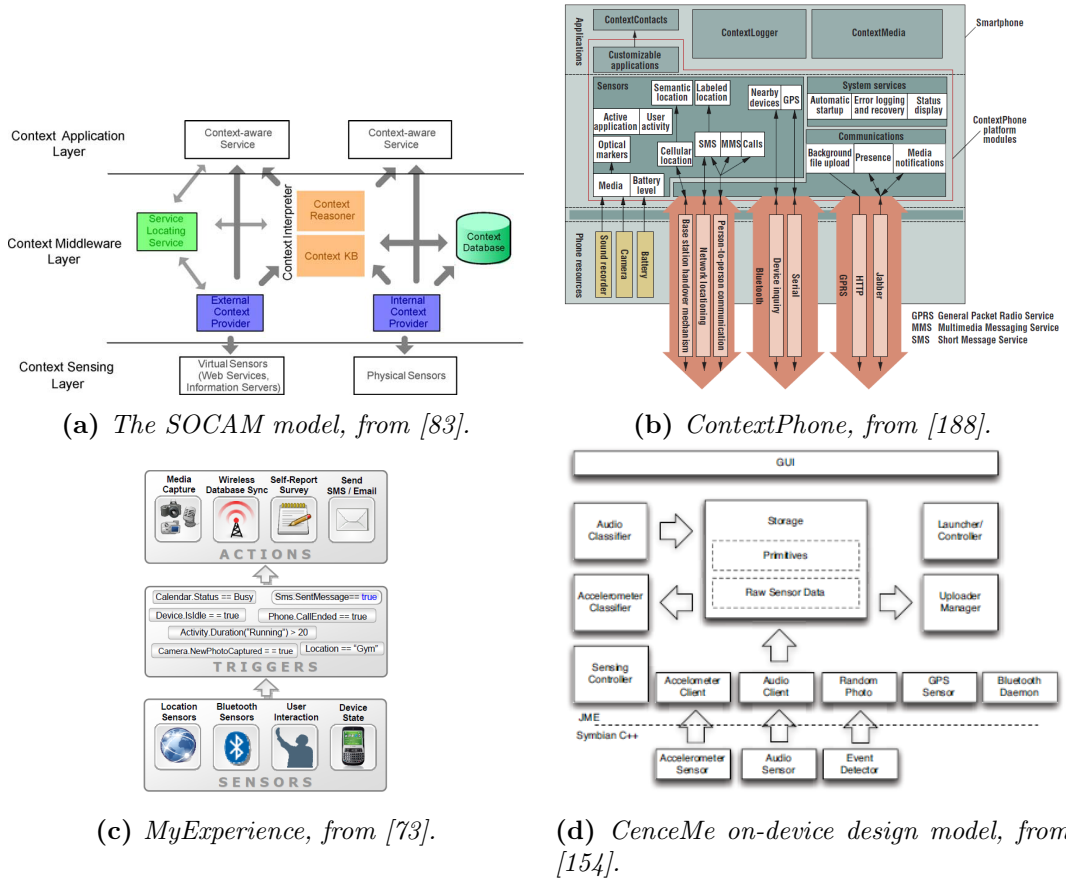 Context Application
Layer
Context-aware
Service
Context-aware
Service
Service
Locating
Service
Context Interpreter
Context
Reasoner
Context KB
Context
Database
Context Middleware
Layer
External
Context
Provider
Internal
Context
Provider
Context Sensing
Layer
Virtual Sensors
(Web Services,
Information Servers)
Physical Sensors
(a) The SOCAM model, from [83].
Applications
ContextContacts
Customizable
applications
ContextLogger
ContextMedia
Smartphone
Sensors
Semantic
location
Labeled
location
Nearby
devices
GPS
Active
application
User
activity
Optical
markers
Cellular
location
SMS
MMS
Calls
Media
Battery
level
System services
Automatic
startup
Error logging
and recovery
Status
display
Communications
Background
file upload
Presence
Media
notifications
ContextPhone
platform
modules
Phone resources
Sound recorder
Camera
Battery
Base station handover mechanism
Network locationing
Person-to-person communication
Bluetooth
Device inquiry
Serial
GPRS
HTTP
Jabber
GPRS General Packet Radio Service
MMS Multimedia Messaging Service
SMS Short Message Service
(b) ContextPhone, from [188].
Media
Capture
Wireless
Database Sync
Self-Report
Survey
Send
SMS / Email
ACTIONS
Calendar.Status == Busy
Sms.SentMessage== true
Device.IsIdle = = true
Phone.CallEnded == true
Activity.Duration("Running") > 20
Camera.NewPhotoCaptured = = true
Location == "Gym"
TRIGGERS
Location
Sensors
Bluetooth
Sensors
User
Interaction
Device
State
SENSORS
(c) MyExperience, from [73].
GUI
Audio
Classifier
Storage
Primitives
Raw Sensor Data
Launcher/
Controller
Accelerometer
Classifier
Uploader
Manager
Sensing
Controller
Accelometer
Client
Audio
Client
Random
Photo
GPS
Sensor
Bluetooth
Daemon
JME
Symbian C++
Accelerometer
Sensor
Audio
Sensor
Event
Detector
(d) CenceMe on-device design model, from
[154].